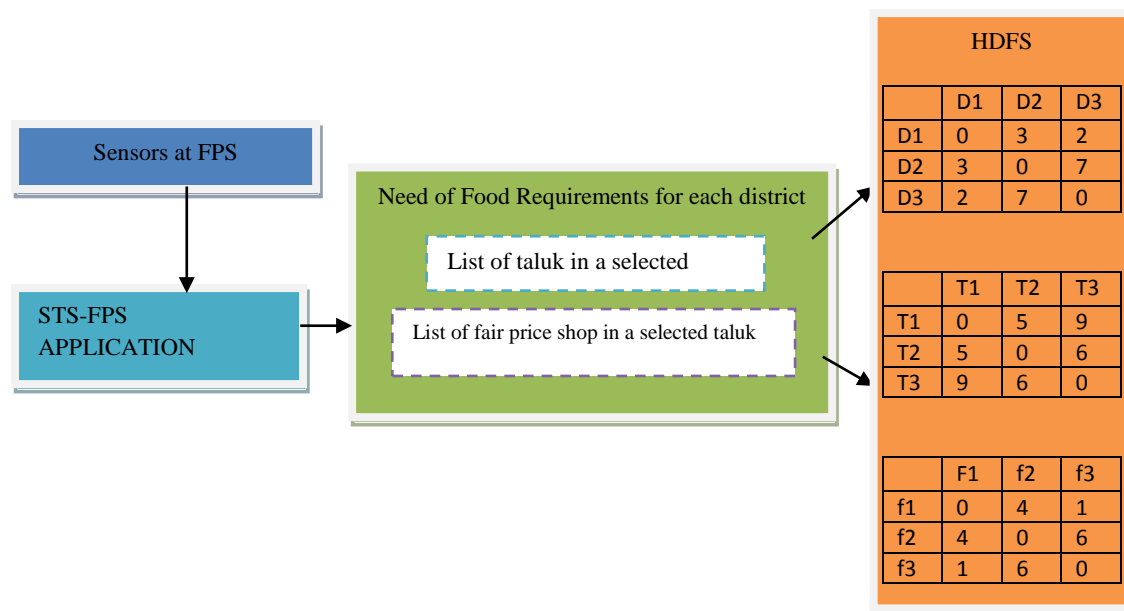 HDFS
D1 D2 D3
D1 0 3 2
D2 3 0 7
D3 2 7 0
Sensors at FPS
Need of Food Requirements for each district
List of taluk in a selected
List of fair price shop in a selected taluk
STS-FPS
APPLICATION
T1 T2 T3
T1 0 5 9
T2 5 0 6
T3 9 6 0
F1 f2 f3
f1 0 4 1
f2 4 0 6
f3 1 6 0